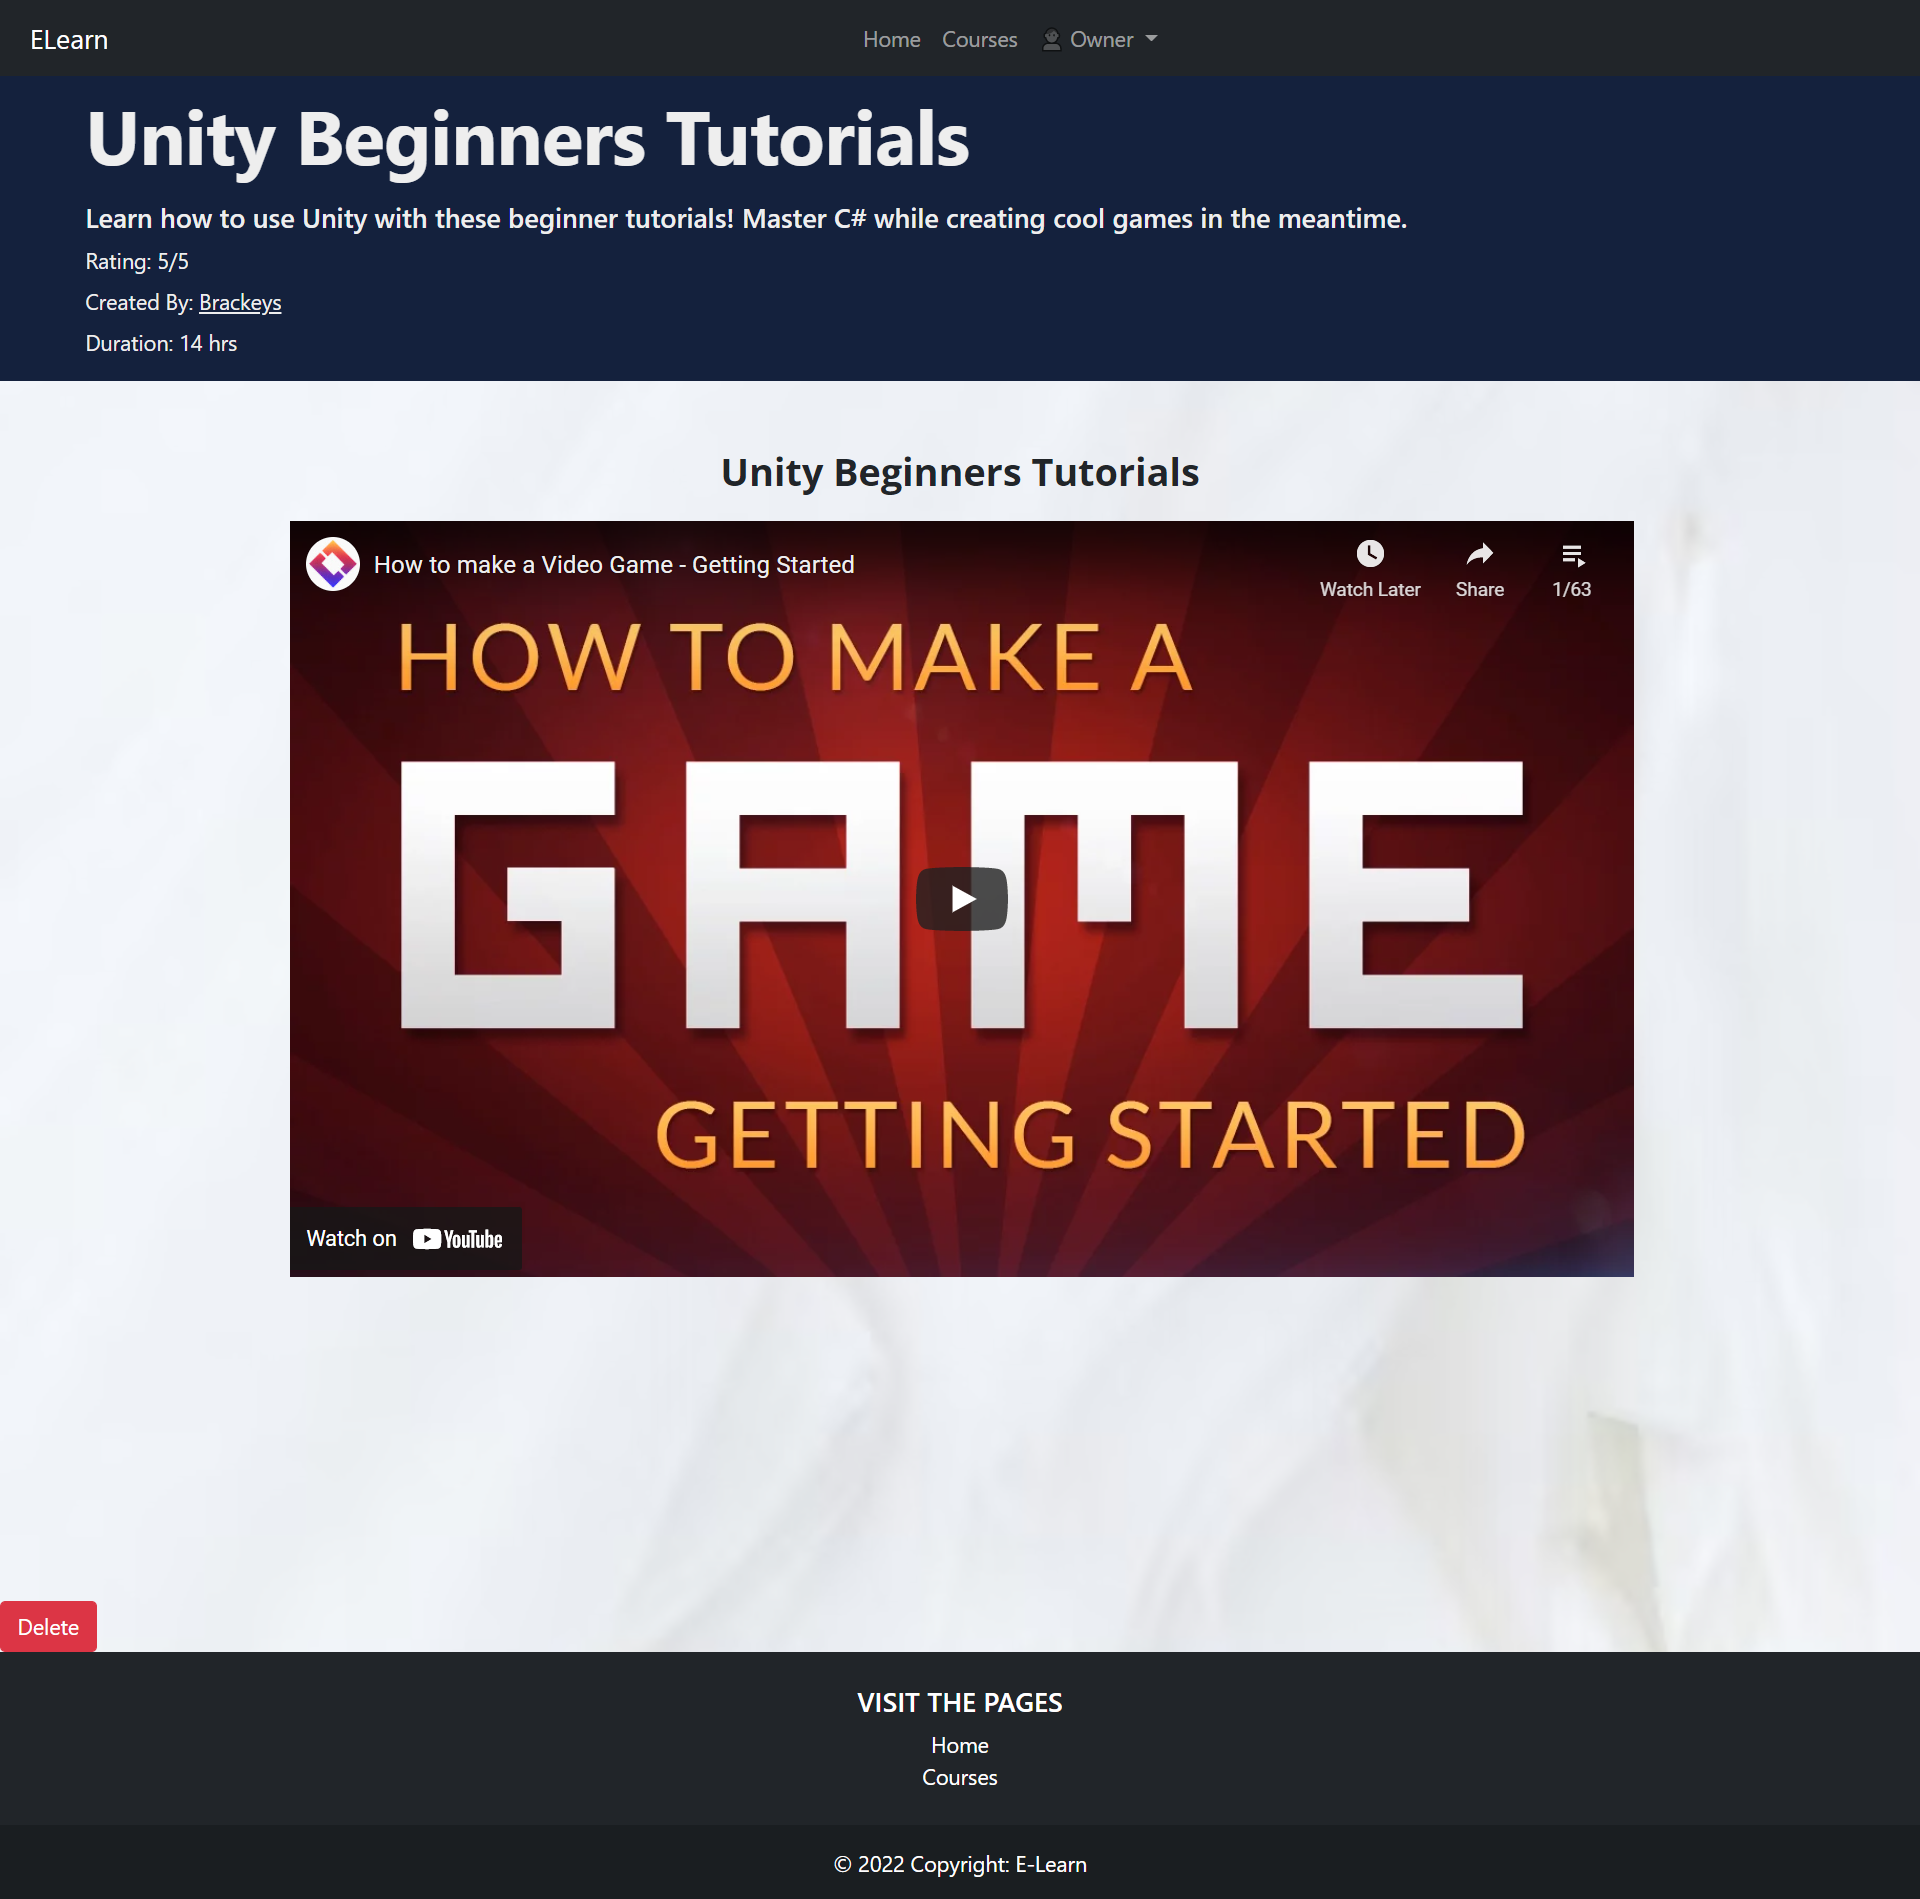 ELearn
Home Courses Owner
Unity Beginners Tutorials
Learn how to use Unity with these beginner tutorials! Master C# while creating cool games in the meantime.
Rating: 5/5
Created By: Brackeys
Duration: 14 hrs
Unity Beginners Tutorials
How to make a Video Game - Getting Started
Watch Later Share 1/63
HOW TO MAKE A
GAME
GETTING STARTED
Watch on YouTube
Delete
VISIT THE PAGES
Home
Courses
© 2022 Copyright: E-Learn